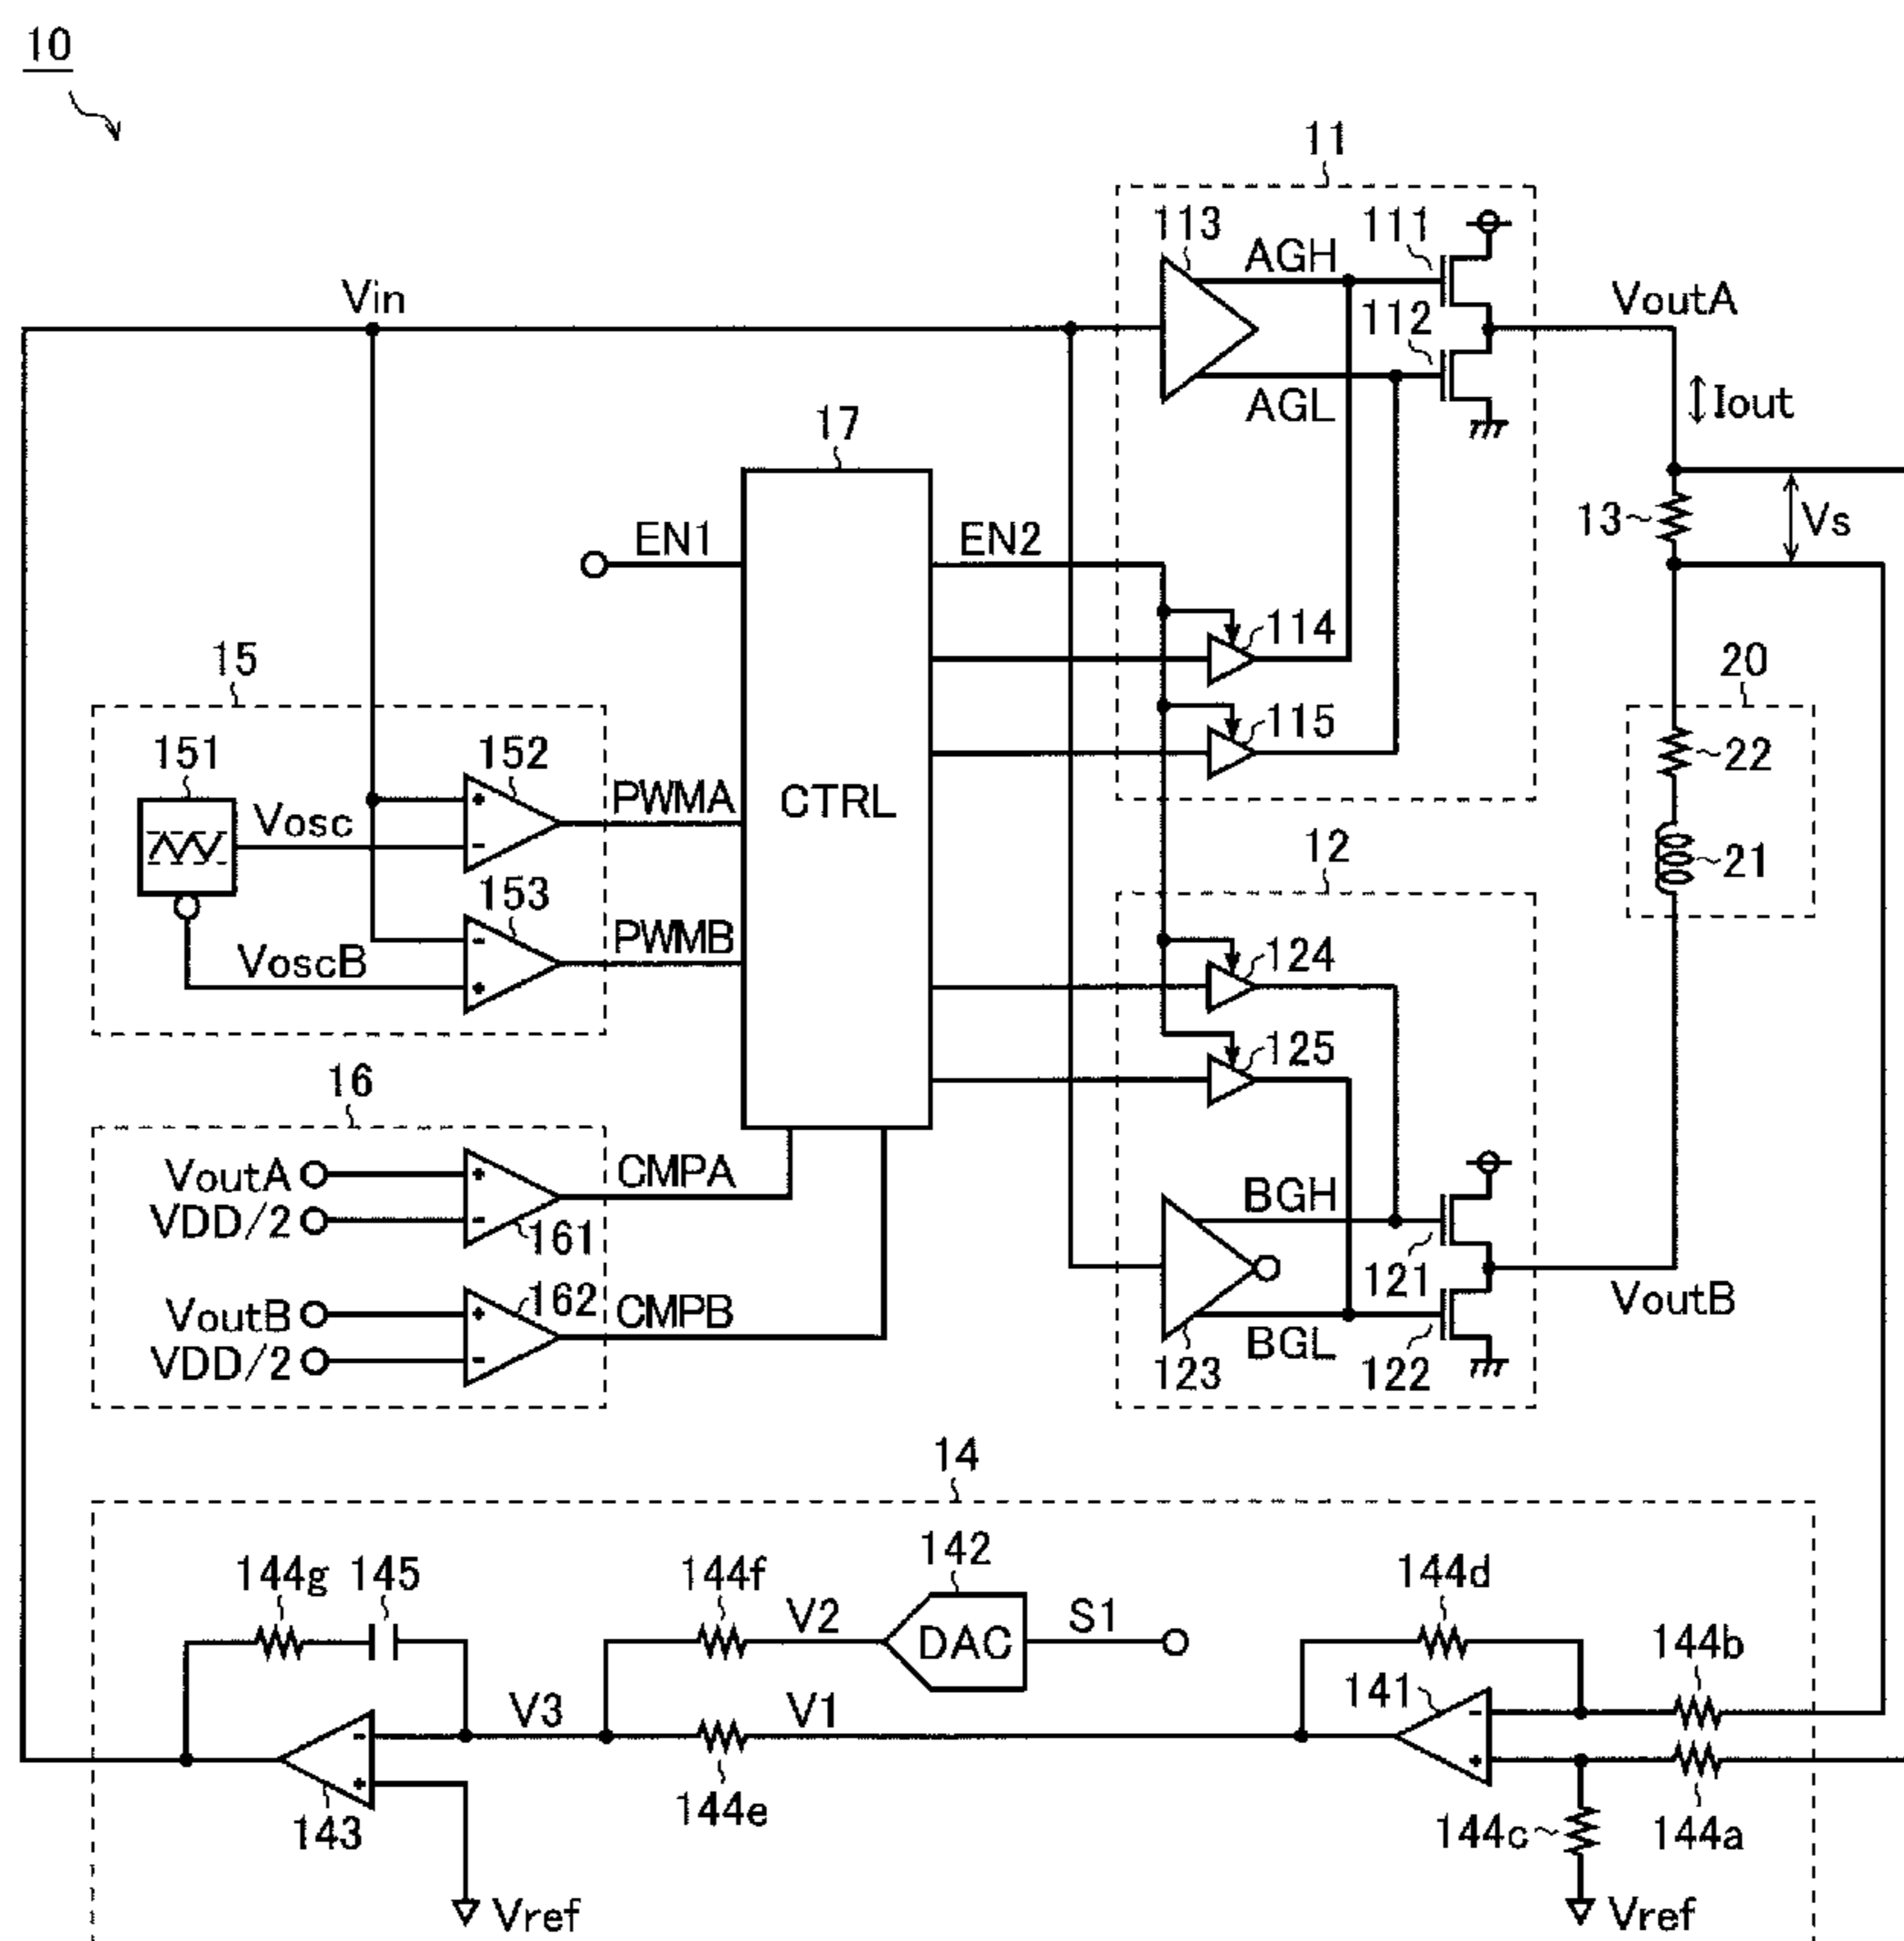 10
11
113
111
AGH
Vin
VoutA
112
AGL
Iout
17
13
Vs
EN1
EN2
114
15
20
115
22
151
152
Vosc
PWMA
CTRL
12
21
153
VoscB
PWMB
124
125
16
VoutA
CMPA
VDD/2
161
BGH
121
VoutB
162
CMPB
VoutB
VDD/2
BGL
123
122
14
144g
145
144f
142
144d
V2
DAC
S1
144b
V3
V1
141
143
144e
144c
144a
Vref
Vref